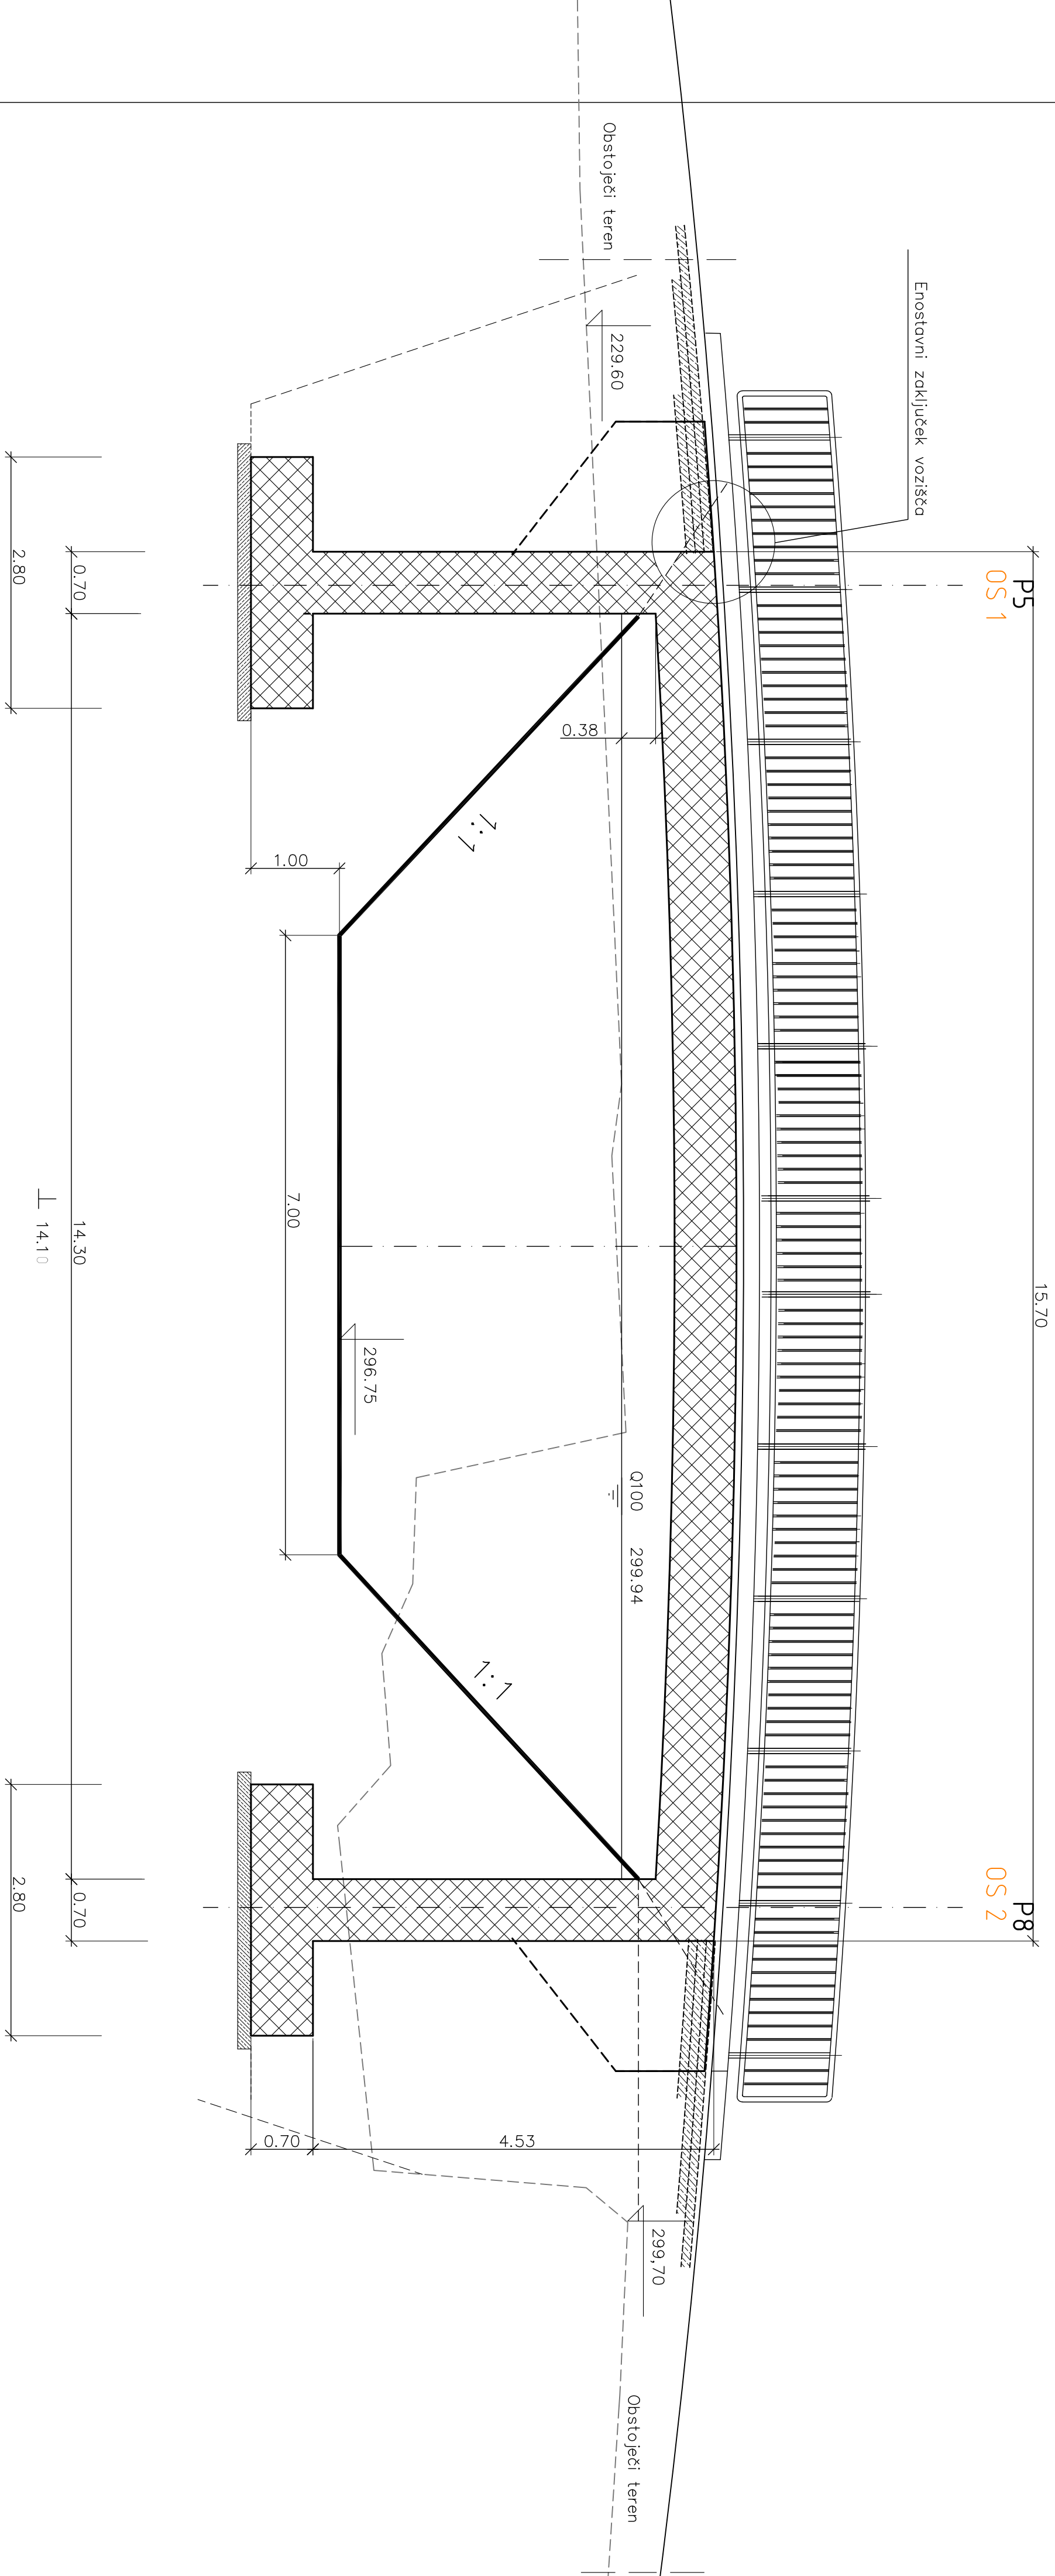 P5
OS 1
P8
OS 2
15.70
Enostavni zaključek vozišča
Obstoječi teren
229.60
0.38
Q100 299.94
299,70
Obstoječi teren
1:1
1:1
4.53
296.75
1.00
7.00
0.70
0.70
14.30
0.70
14.10
2.80
2.80